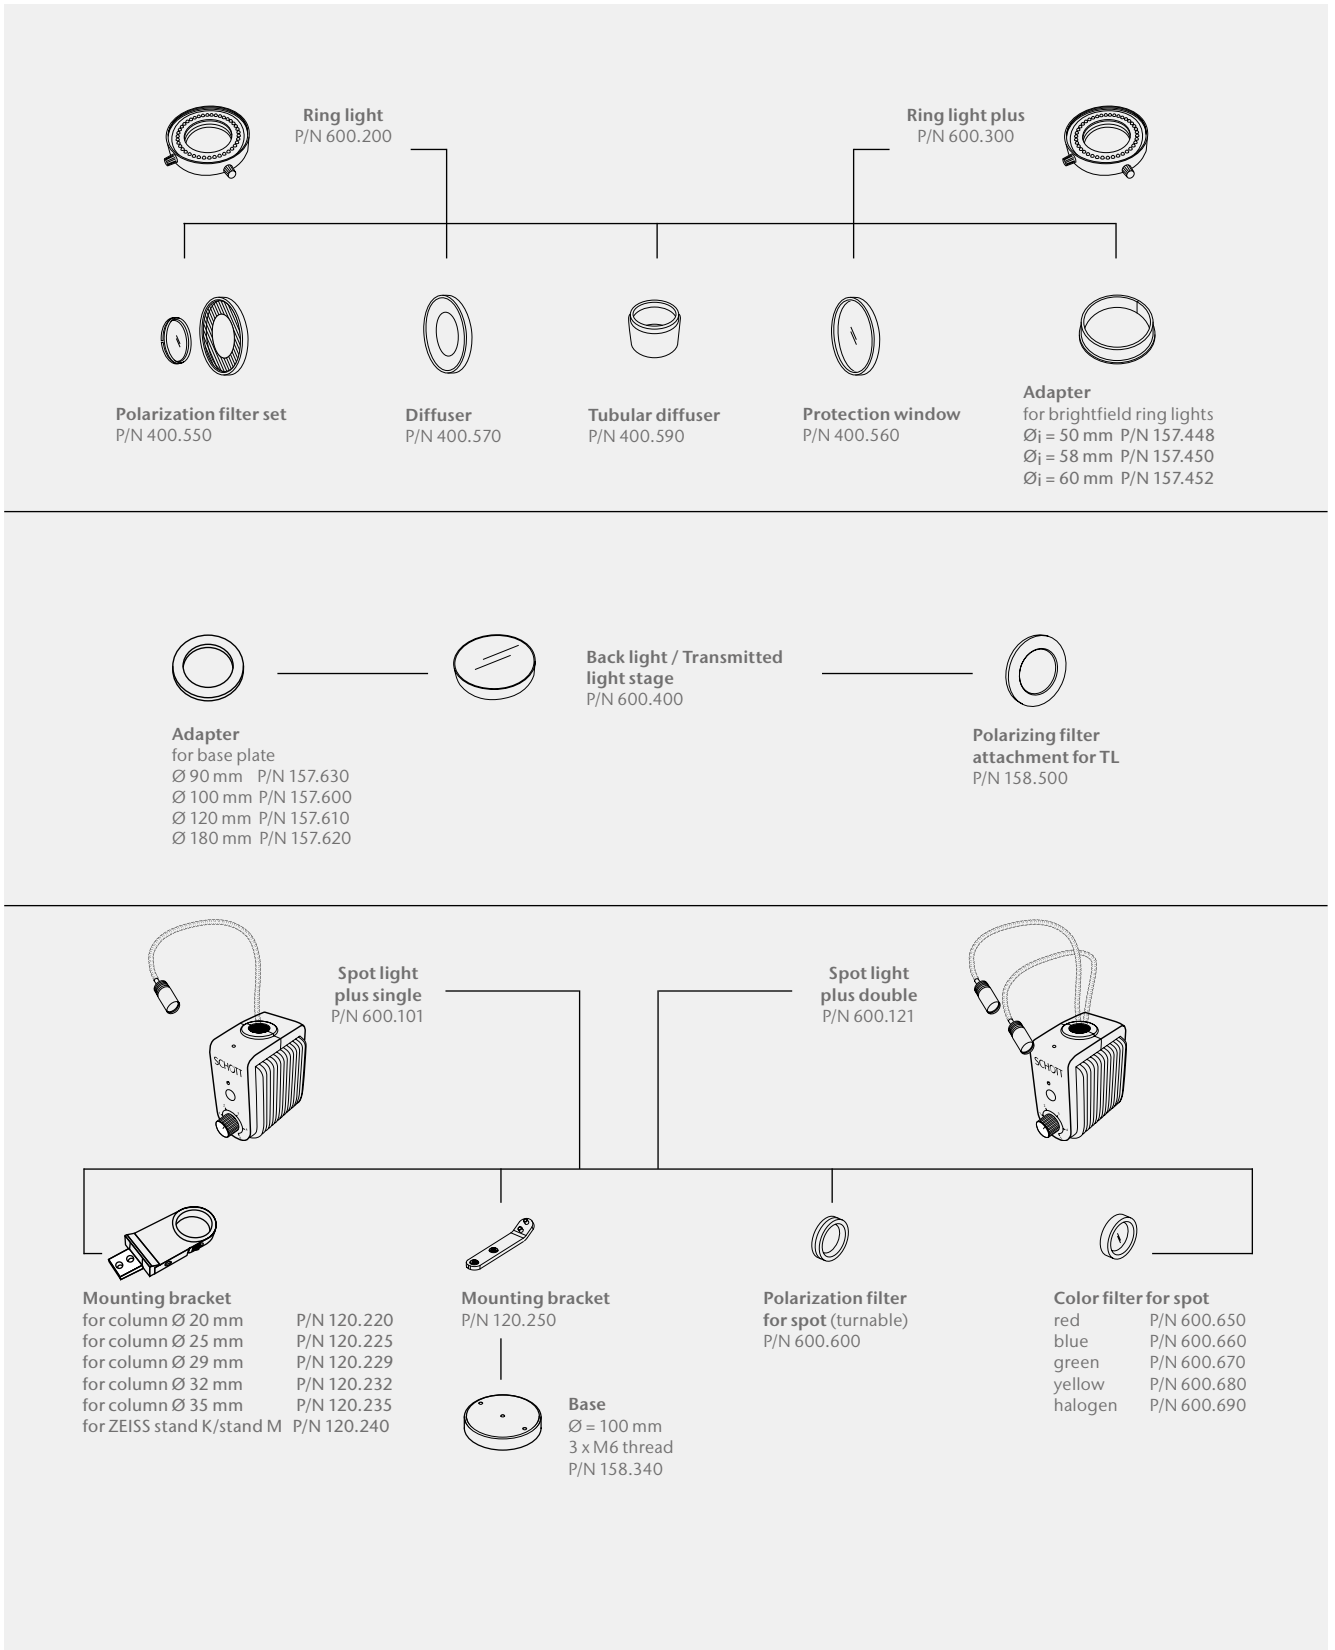 Ring light
P/N 600.200
Ring light plus
P/N 600.300
Polarization filter set
P/N 400.550
Diffuser
P/N 400.570
Tubular diffuser
P/N 400.590
Protection window
P/N 400.560
Adapter
for brightfield ring lights
Øi = 50 mm P/N 157.448
Øi = 58 mm P/N 157.450
Øi = 60 mm P/N 157.452
Back light / Transmitted
light stage
P/N 600.400
Adapter
for base plate
Ø 90 mm P/N 157.630
Ø 100 mm P/N 157.600
Ø 120 mm P/N 157.610
Ø 180 mm P/N 157.620
Polarizing filter
attachment for TL
P/N 158.500
Spot light
plus single
P/N 600.101
Spot light
plus double
P/N 600.121
SCHOTT
SCHOTT
Mounting bracket
for column Ø 20 mm P/N 120.220
for column Ø 25 mm P/N 120.225
for column Ø 29 mm P/N 120.229
for column Ø 32 mm P/N 120.232
for column Ø 35 mm P/N 120.235
for ZEISS stand K/stand M P/N 120.240
Mounting bracket
P/N 120.250
Base
Ø = 100 mm
3 x M6 thread
P/N 158.340
Polarization filter
for spot (turnable)
P/N 600.600
Color filter for spot
red P/N 600.650
blue P/N 600.660
green P/N 600.670
yellow P/N 600.680
halogen P/N 600.690